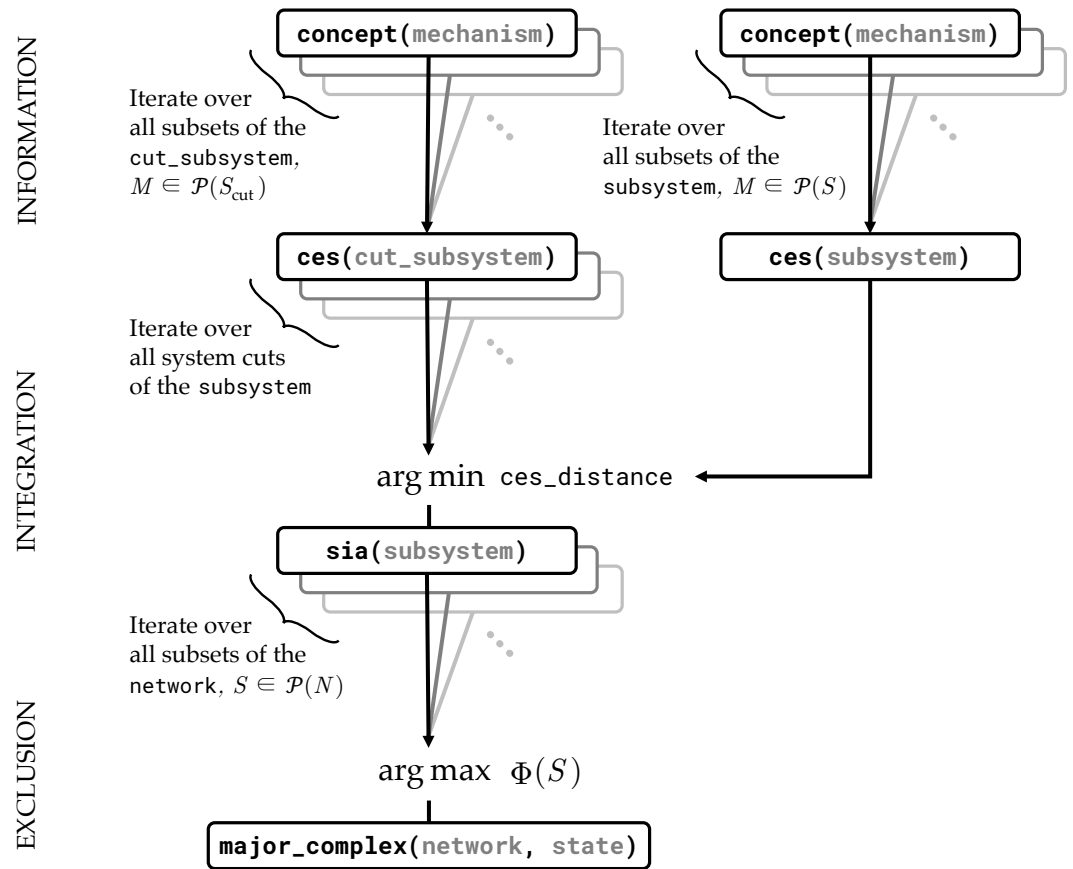 INFORMATION
concept(mechanism)
Iterate over
all subsets of the
cut_subsystem,
M ∈ 𝒫(S_cut)
concept(mechanism)
Iterate over
all subsets of the
subsystem, M ∈ 𝒫(S)
ces(cut_subsystem)
ces(subsystem)
INTEGRATION
Iterate over
all system cuts
of the subsystem
arg min ces_distance
sia(subsystem)
Iterate over
all subsets of the
network, S ∈ 𝒫(N)
EXCLUSION
arg max Φ(S)
major_complex(network, state)